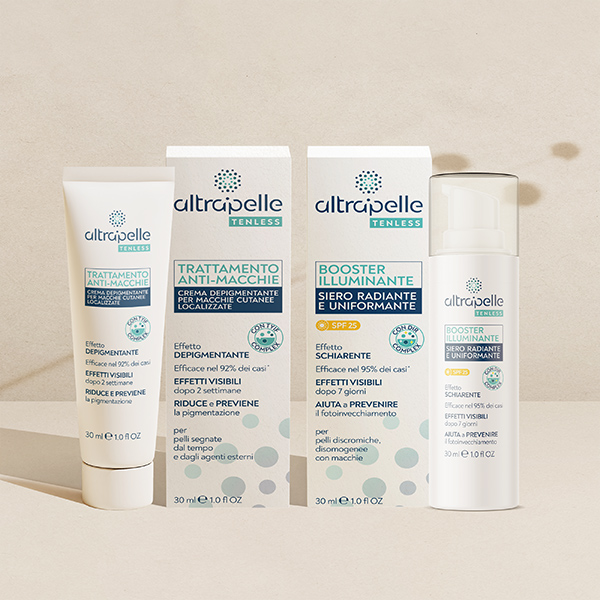 altrapelle
TENLESS
TRATTAMENTO
ANTI-MACCHIE
CREMA DEPIGMENTANTE
PER MACCHIE CUTANEE
LOCALIZZATE
CON TVIF
COMPLEX
Effetto
DEPIGMENTANTE
Efficace nel 92% dei casi*
EFFETTI VISIBILI
dopo 2 settimane
RIDUCE e PREVIENE
la pigmentazione
30 ml e 1.0 fl OZ
altrapelle
TENLESS
TRATTAMENTO
ANTI-MACCHIE
CREMA DEPIGMENTANTE
PER MACCHIE CUTANEE
LOCALIZZATE
CON TVIF
COMPLEX
Effetto
DEPIGMENTANTE
Efficace nel 92% dei casi*
EFFETTI VISIBILI
dopo 2 settimane
RIDUCE e PREVIENE
la pigmentazione
per
pelli segnate
dal tempo
e dagli agenti esterni
30 ml e 1.0 fl OZ
altrapelle
TENLESS
BOOSTER
ILLUMINANTE
SIERO RADIANTE
E UNIFORMANTE
SPF 25
CON DIR
COMPLEX
Effetto
SCHIARENTE
Efficace nel 95% dei casi*
EFFETTI VISIBILI
dopo 7 giorni
AIUTA a PREVENIRE
il fotoinvecchiamento
per
pelli discromiche,
disomogenee
con macchie
30 ml e 1.0 fl OZ
altrapelle
TENLESS
BOOSTER
ILLUMINANTE
SIERO RADIANTE
E UNIFORMANTE
SPF 25
Effetto
SCHIARENTE
Efficace nel 95% dei casi
EFFETTI VISIBILI
dopo 7 giorni
AIUTA a PREVENIRE
il fotoinvecchiamento
30 ml e 1.0 fl OZ